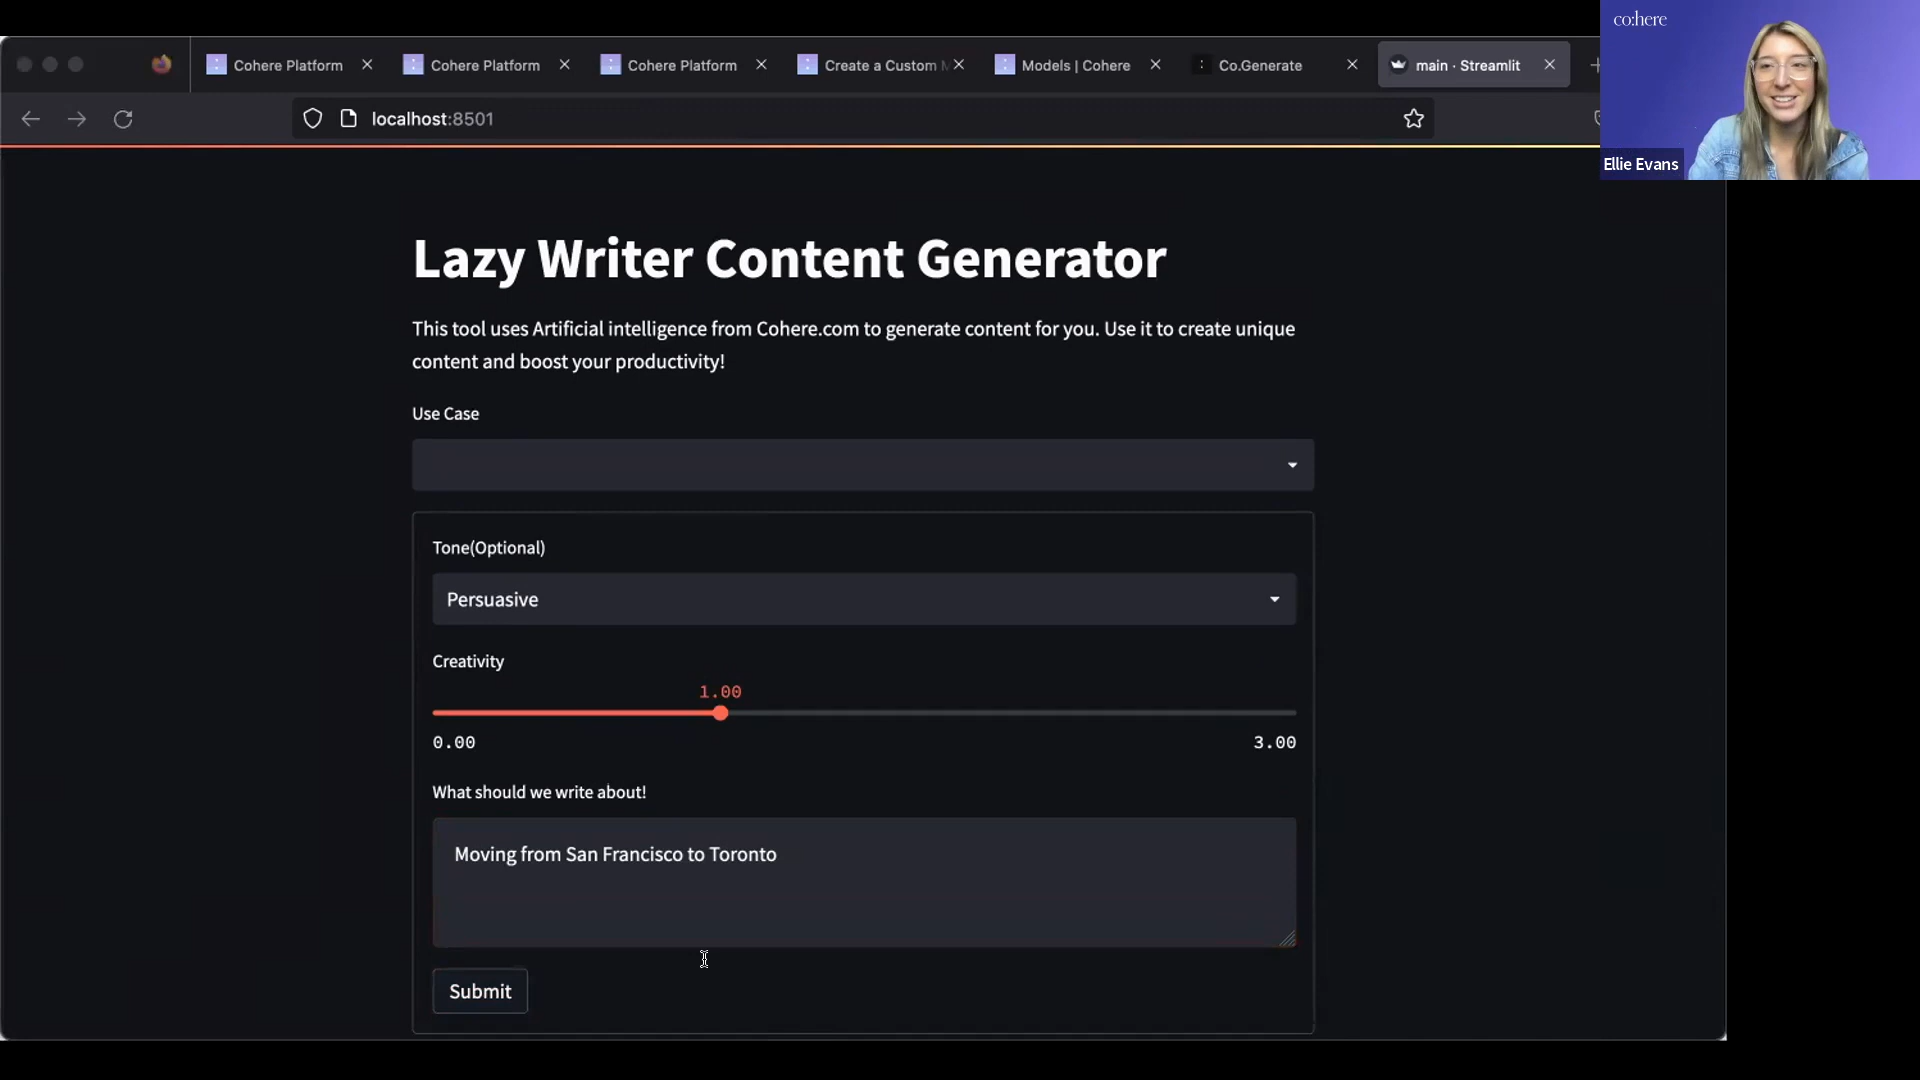 co:here
Cohere Platform
Cohere Platform
Cohere Platform
Create a Custom M
Models | Cohere
Co.Generate
main · Streamlit
localhost:8501
Ellie Evans
Lazy Writer Content Generator
This tool uses Artificial intelligence from Cohere.com to generate content for you. Use it to create unique
content and boost your productivity!
Use Case
Tone(Optional)
Persuasive
Creativity
1.00
0.00 3.00
What should we write about!
Moving from San Francisco to Toronto
Submit